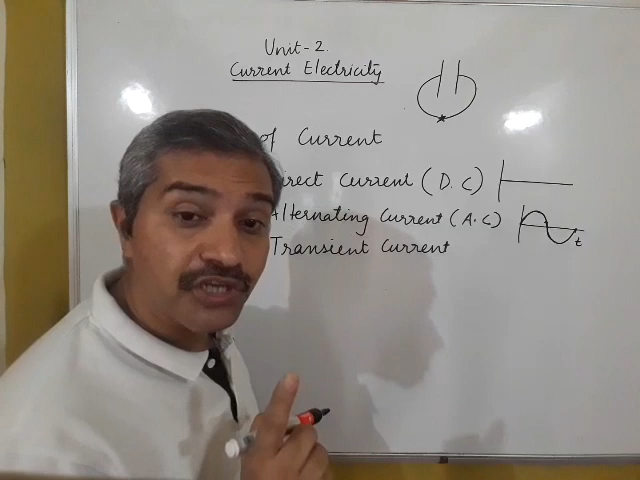 Unit-2.
Current Electricity
of Current
irect Current (D.C)
Alternating Current (A.C)
t
Transient Current